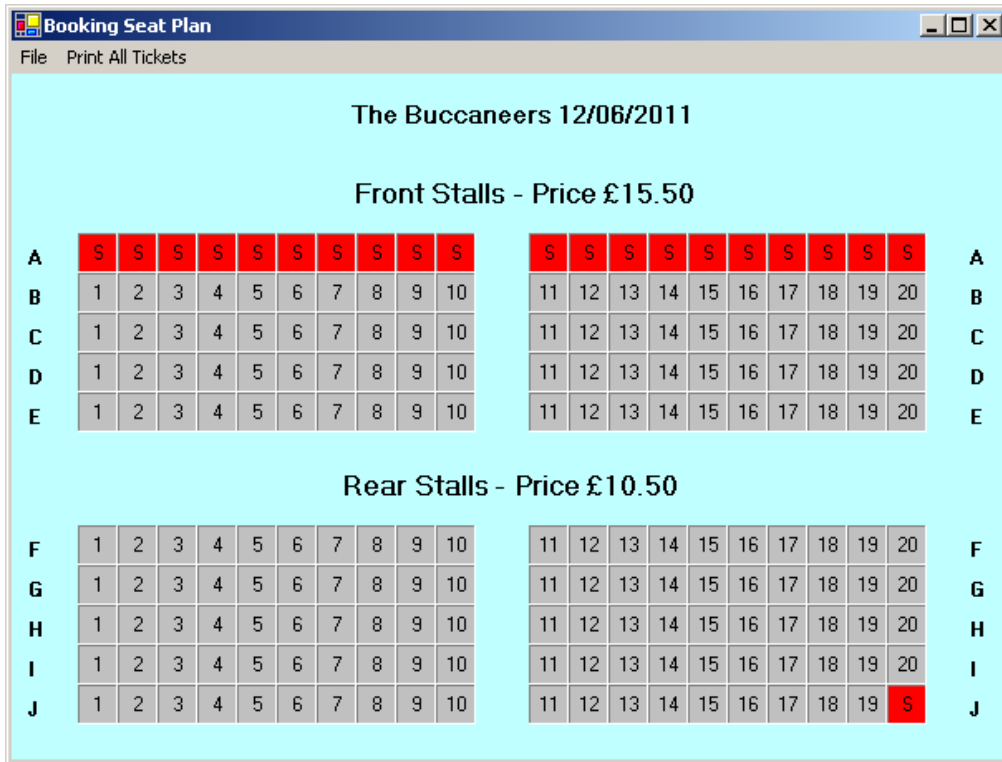 Booking Seat Plan
File Print All Tickets
The Buccaneers 12/06/2011
Front Stalls - Price £15.50
A S S S S S S S S S S S S S S S S S S S S A
B 1 2 3 4 5 6 7 8 9 10 11 12 13 14 15 16 17 18 19 20 B
C 1 2 3 4 5 6 7 8 9 10 11 12 13 14 15 16 17 18 19 20 C
D 1 2 3 4 5 6 7 8 9 10 11 12 13 14 15 16 17 18 19 20 D
E 1 2 3 4 5 6 7 8 9 10 11 12 13 14 15 16 17 18 19 20 E
Rear Stalls - Price £10.50
F 1 2 3 4 5 6 7 8 9 10 11 12 13 14 15 16 17 18 19 20 F
G 1 2 3 4 5 6 7 8 9 10 11 12 13 14 15 16 17 18 19 20 G
H 1 2 3 4 5 6 7 8 9 10 11 12 13 14 15 16 17 18 19 20 H
I 1 2 3 4 5 6 7 8 9 10 11 12 13 14 15 16 17 18 19 20 I
J 1 2 3 4 5 6 7 8 9 10 11 12 13 14 15 16 17 18 19 S J